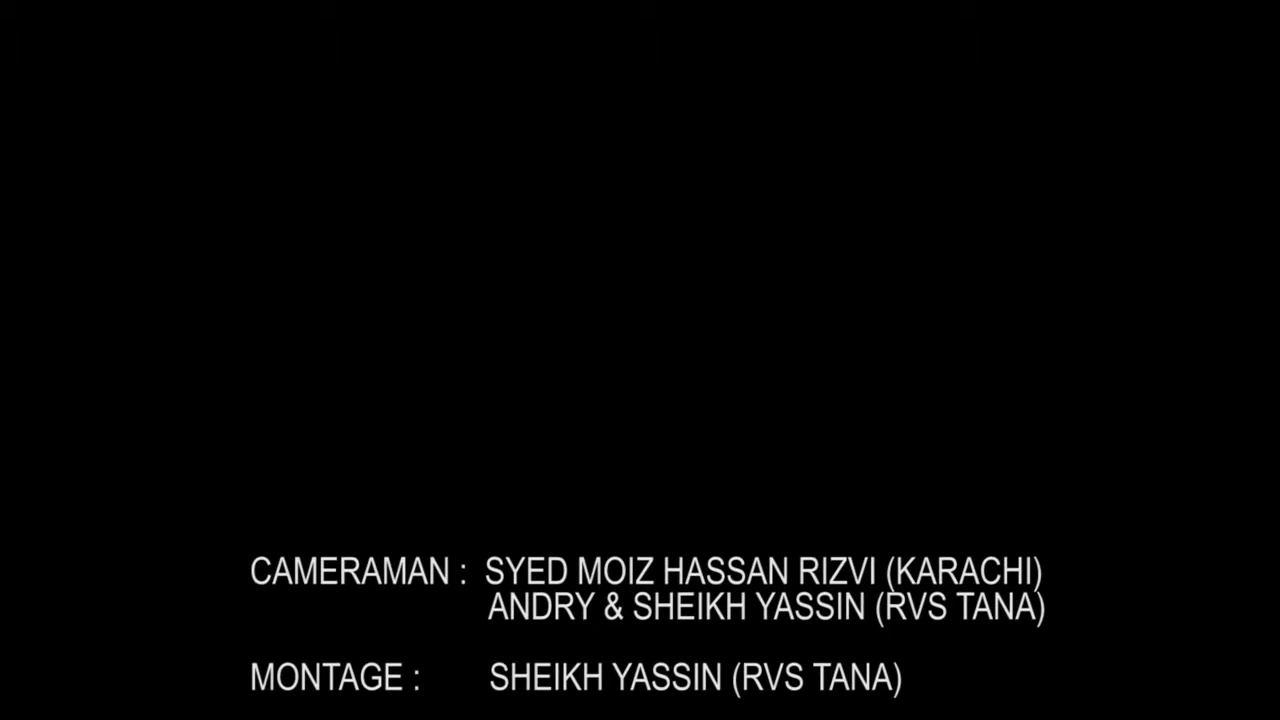 CAMERAMAN : SYED MOIZ HASSAN RIZVI (KARACHI)
ANDRY & SHEIKH YASSIN (RVS TANA)
MONTAGE : SHEIKH YASSIN (RVS TANA)